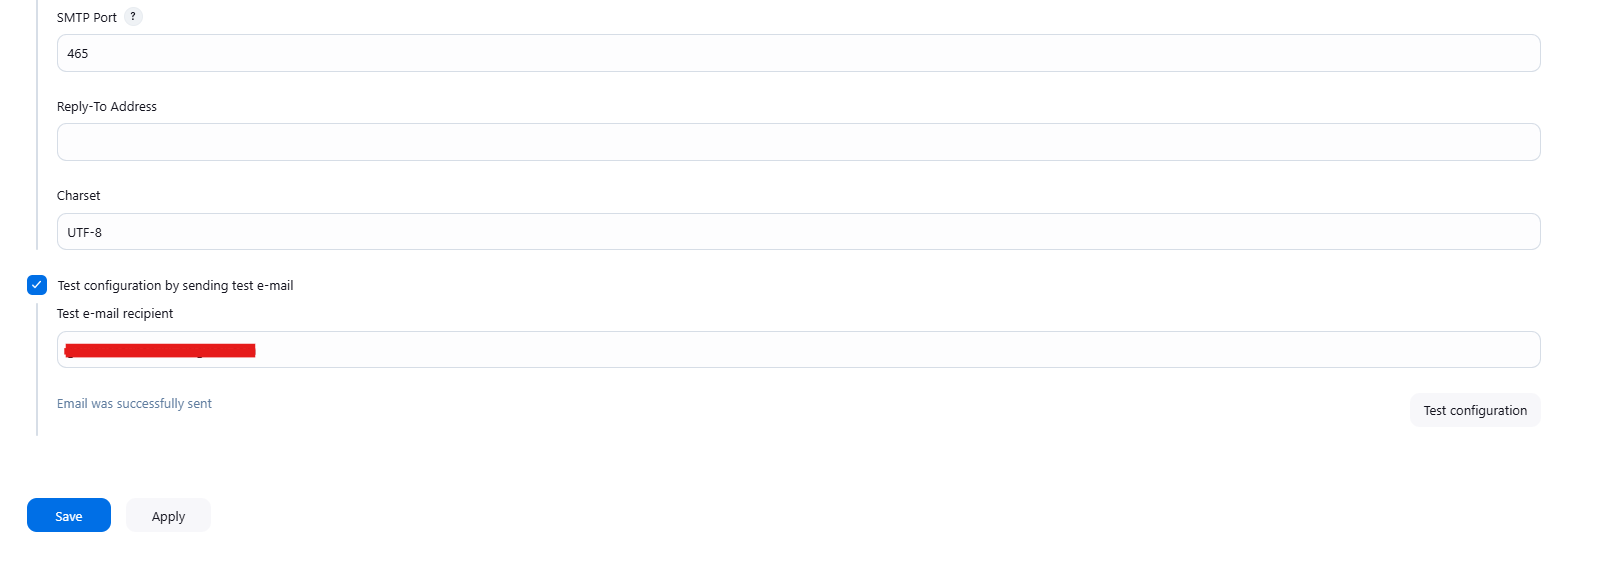 SMTP Port ?
465
Reply-To Address
Charset
UTF-8
Test configuration by sending test e-mail
Test e-mail recipient
Email was successfully sent
Test configuration
Save
Apply